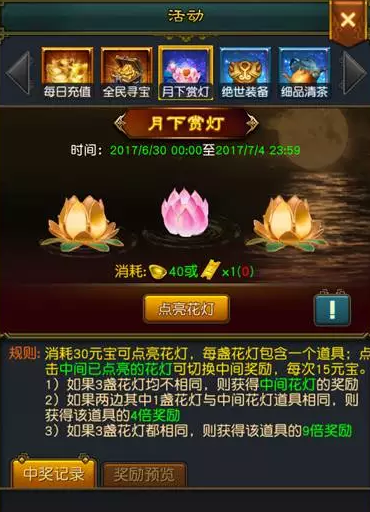 活动
每日充值
全民寻宝
月下赏灯
绝世装备
细品清茶
月下赏灯
时间：2017/6/30 00:00至2017/7/4 23:59
消耗:40或x1(0)
点亮花灯
!
规则: 消耗30元宝可点亮花灯，每盏花灯包含一个道具；点
击中间已点亮的花灯可切换中间奖励，每次15元宝。
1）如果3盏花灯均不相同，则获得中间花灯的奖励
2）如果两边其中1盏花灯与中间花灯道具相同，则
获得该道具的4倍奖励
3）如果3盏花灯都相同，则获得该道具的9倍奖励
中奖记录
奖励预览